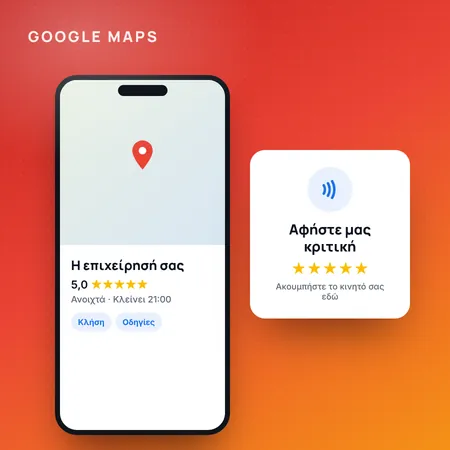 GOOGLE MAPS
Η επιχείρησή σας
5,0 ★★★★★
Ανοιχτά · Κλείνει 21:00
Κλήση Οδηγίες
Αφήστε μας
κριτική
★★★★★
Ακουμπήστε το κινητό σας
εδώ